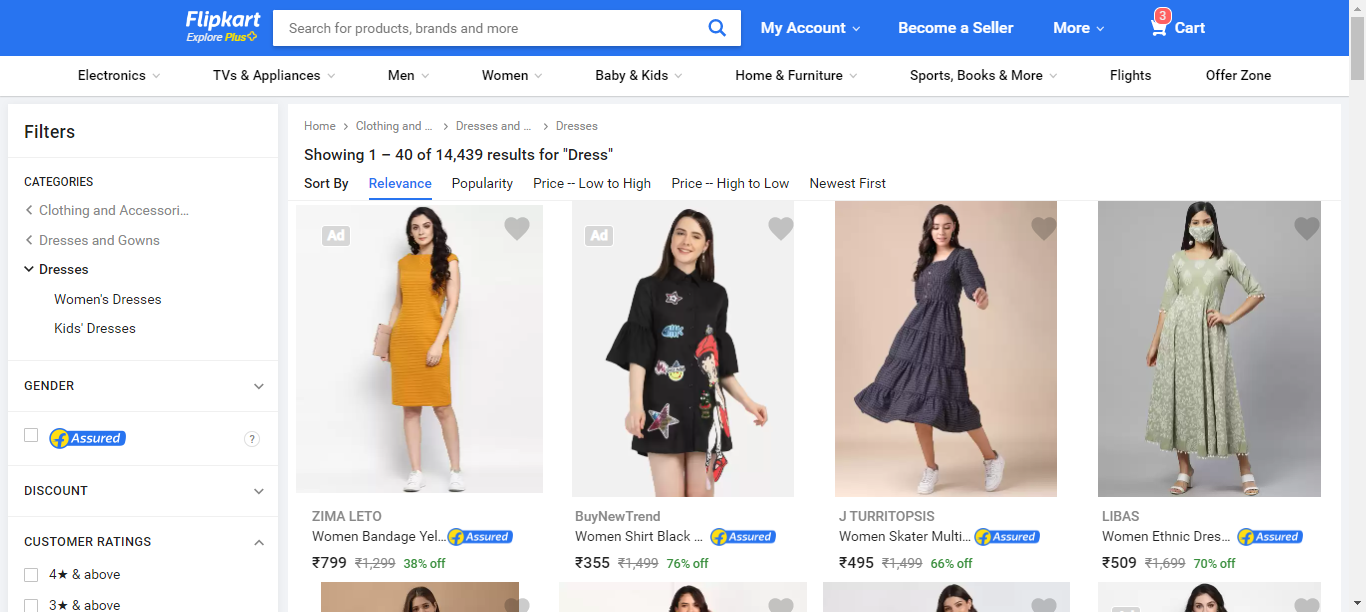 Flipkart
Explore Plus
Search for products, brands and more
My Account
Become a Seller
More
3
Cart
Electronics
TVs & Appliances
Men
Women
Baby & Kids
Home & Furniture
Sports, Books & More
Flights
Offer Zone
Filters
CATEGORIES
Clothing and Accessori...
Dresses and Gowns
Dresses
Women's Dresses
Kids' Dresses
GENDER
f Assured
?
DISCOUNT
CUSTOMER RATINGS
4★ & above
3★ & above
Home > Clothing and ... > Dresses and ... > Dresses
Showing 1 – 40 of 14,439 results for "Dress"
Sort By Relevance Popularity Price -- Low to High Price -- High to Low Newest First
Ad
ZIMA LETO
Women Bandage Yel... f Assured
₹799 ₹1,299 38% off
Ad
BuyNewTrend
Women Shirt Black ... f Assured
₹355 ₹1,499 76% off
J TURRITOPSIS
Women Skater Multi... f Assured
₹495 ₹1,499 66% off
LIBAS
Women Ethnic Dres... f Assured
₹509 ₹1,699 70% off
Ad